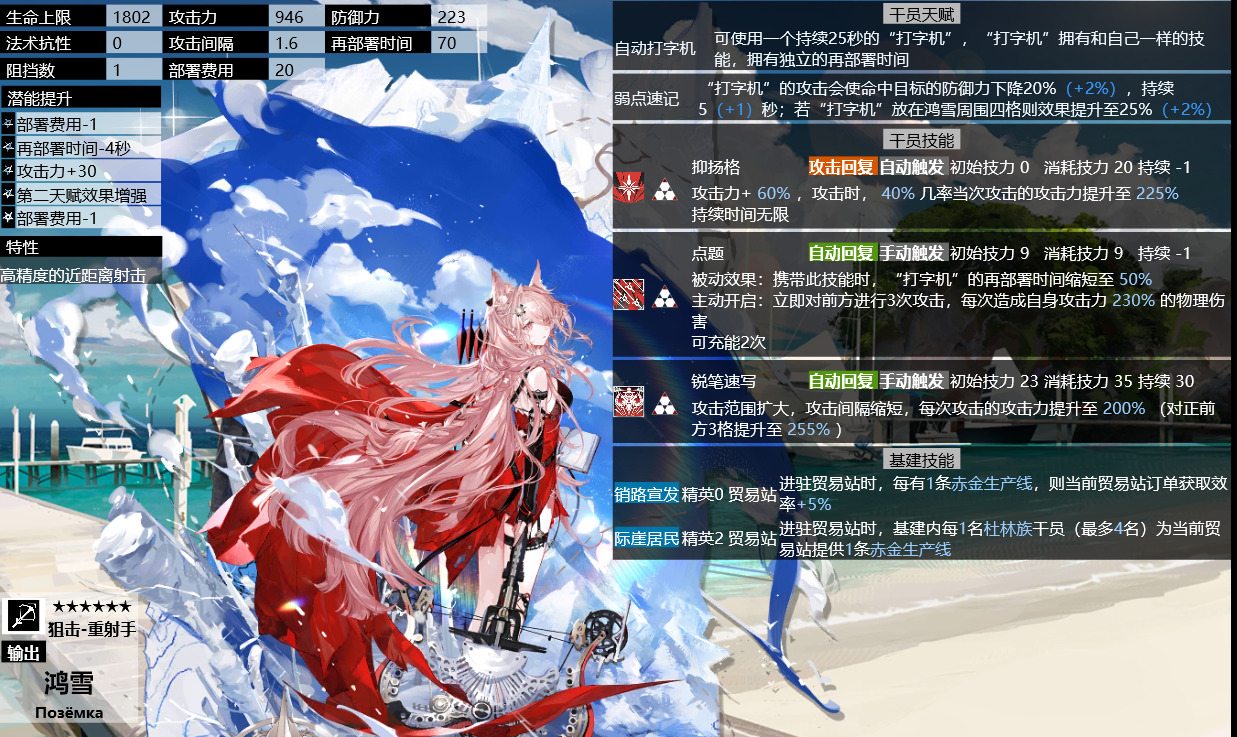 生命上限 1802 攻击力 946 防御力 223
法术抗性 0 攻击间隔 1.6 再部署时间 70
阻挡数 1 部署费用 20
潜能提升
部署费用-1
再部署时间-4秒
攻击力+30
第二天赋效果增强
部署费用-1
特性
高精度的近距离射击
★★★★★★
狙击-重射手
输出
鸿雪
Позёмка
干员天赋
自动打字机 可使用一个持续25秒的“打字机”，“打字机”拥有和自己一样的技
能，拥有独立的再部署时间
弱点速记 “打字机”的攻击会使命中目标的防御力下降20%（+2%），持续
5（+1）秒；若“打字机”放在鸿雪周围四格则效果提升至25%（+2%）
干员技能
抑扬格 攻击回复 自动触发 初始技力 0 消耗技力 20 持续 -1
攻击力+ 60% ，攻击时， 40% 几率当次攻击的攻击力提升至 225%
持续时间无限
点题 自动回复 手动触发 初始技力 9 消耗技力 9 持续 -1
被动效果：携带此技能时，“打字机”的再部署时间缩短至 50%
主动开启：立即对前方进行3次攻击，每次造成自身攻击力 230% 的物理伤
害
可充能2次
锐笔速写 自动回复 手动触发 初始技力 23 消耗技力 35 持续 30
攻击范围扩大，攻击间隔缩短，每次攻击的攻击力提升至 200% （对正前
方3格提升至 255% ）
基建技能
销路宣发 精英0 贸易站 进驻贸易站时，每有1条赤金生产线，则当前贸易站订单获取效
率+5%
际崖居民 精英2 贸易站 进驻贸易站时，基建内每1名杜林族干员（最多4名）为当前贸
易站提供1条赤金生产线